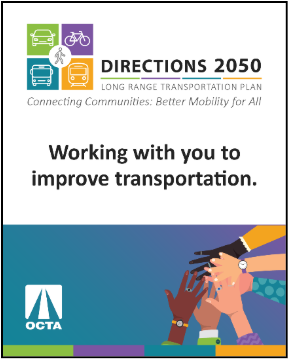 DIRECTIONS 2050
LONG RANGE TRANSPORTATION PLAN
Connecting Communities: Better Mobility for All
Working with you to
improve transportation.
OCTA